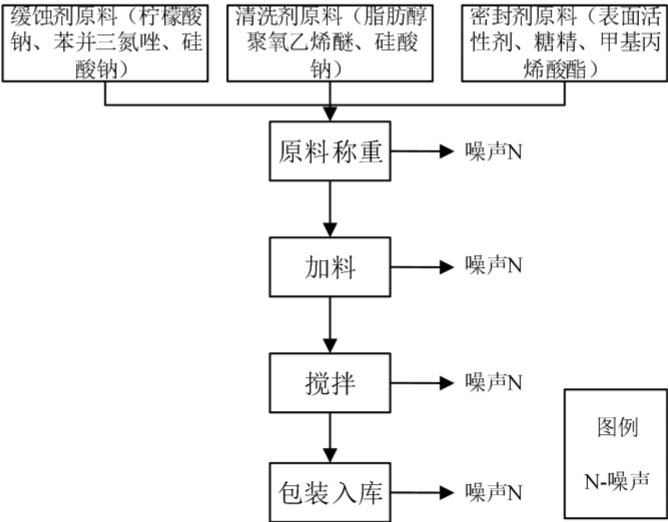 缓蚀剂原料（柠檬酸
钠、苯并三氮唑、硅
酸钠）
清洗剂原料（脂肪醇
聚氧乙烯醚、硅酸
钠）
密封剂原料（表面活
性剂、糖精、甲基丙
烯酸酯）
原料称重
噪声N
加料
噪声N
搅拌
噪声N
包装入库
噪声N
图例
N-噪声